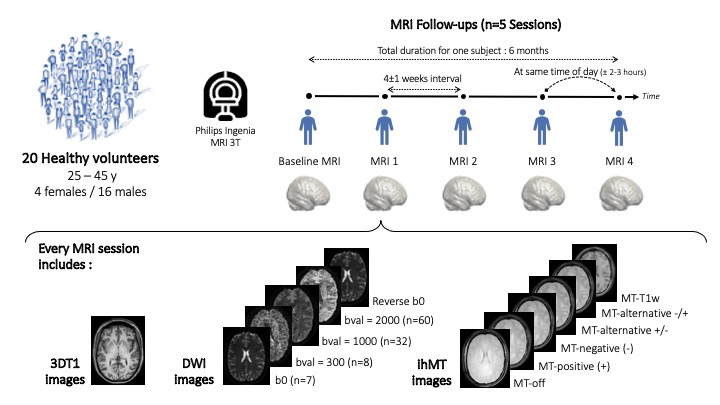 MRI Follow-ups (n=5 Sessions)
Total duration for one subject : 6 months
4±1 weeks interval
At same time of day (± 2-3 hours)
Time
Philips Ingenia
MRI 3T
Baseline MRI
MRI 1
MRI 2
MRI 3
MRI 4
20 Healthy volunteers
25 – 45 y
4 females / 16 males
Every MRI session
includes :
3DT1
images
DWI
images
Reverse b0
bval = 2000 (n=60)
bval = 1000 (n=32)
bval = 300 (n=8)
b0 (n=7)
ihMT
images
MT-T1w
MT-alternative -/+
MT-alternative +/-
MT-negative (-)
MT-positive (+)
MT-off